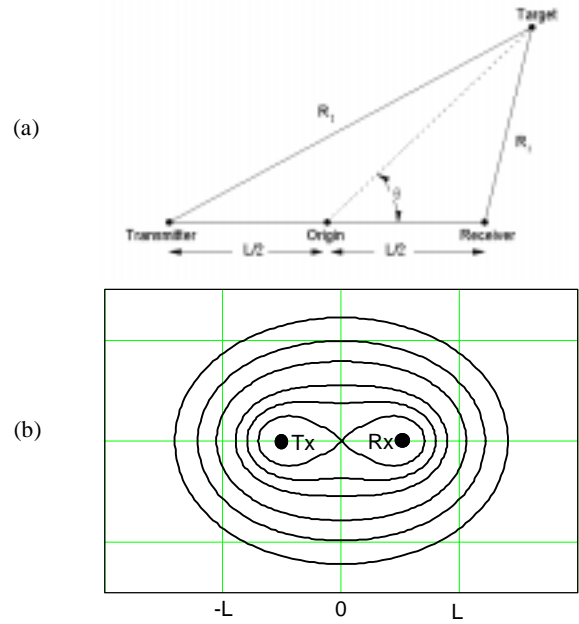 Target
(a)
R
R
θ
Transmitter Origin Receiver
L/2 L/2
(b)
Tx Rx
-L 0 L